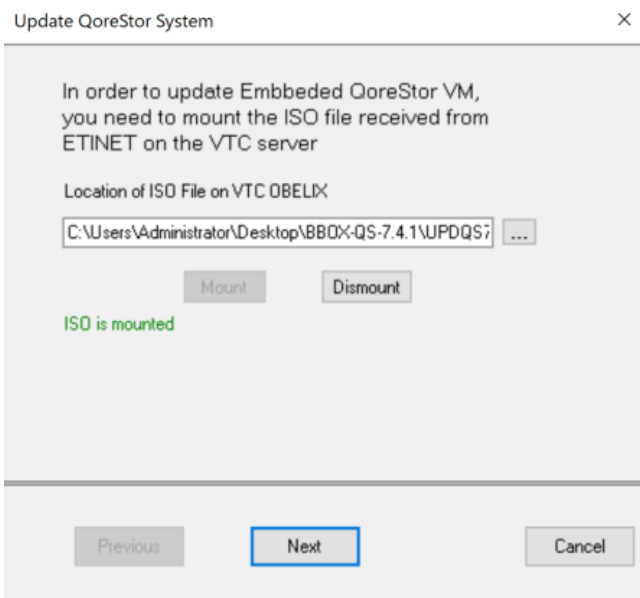 Update QoreStor System
In order to update Embbeded QoreStor VM,
you need to mount the ISO file received from
ETINET on the VTC server
Location of ISO File on VTC OBELIX
C:\Users\Administrator\Desktop\BBOX-QS-7.4.1\UPDQS7 ...
Mount Dismount
ISO is mounted
Previous Next Cancel